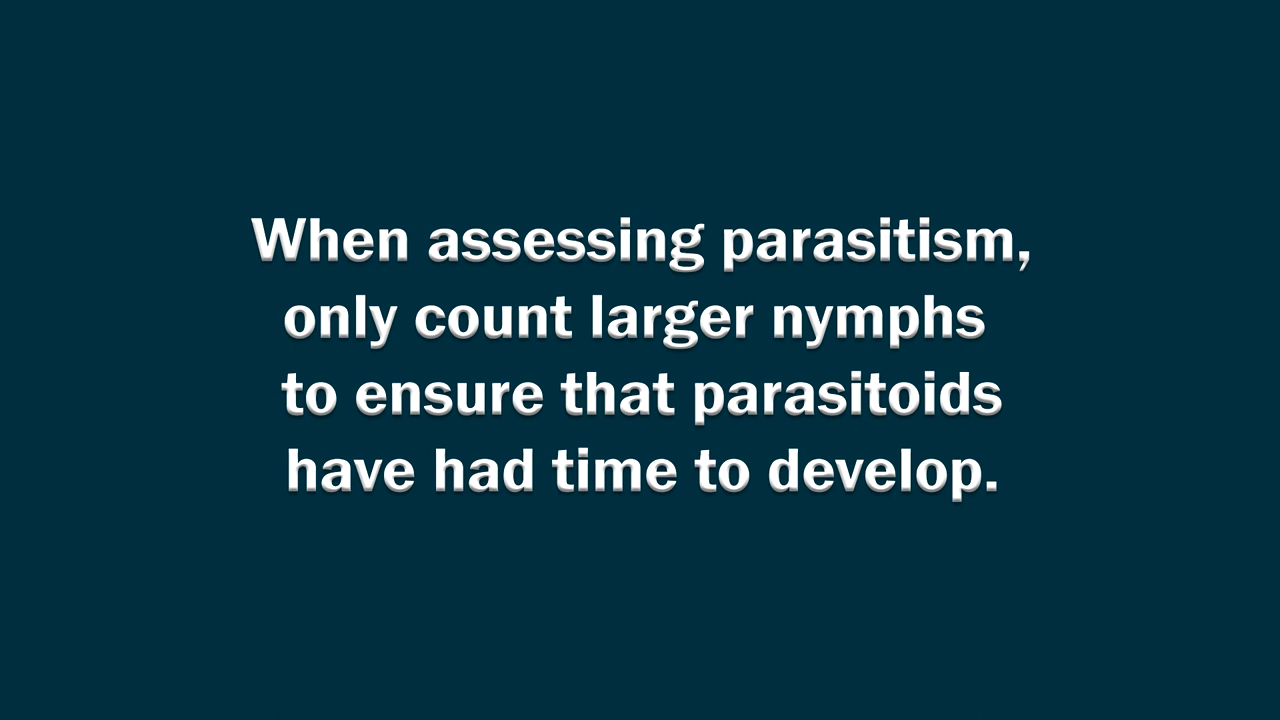 When assessing parasitism,
only count larger nymphs
to ensure that parasitoids
have had time to develop.